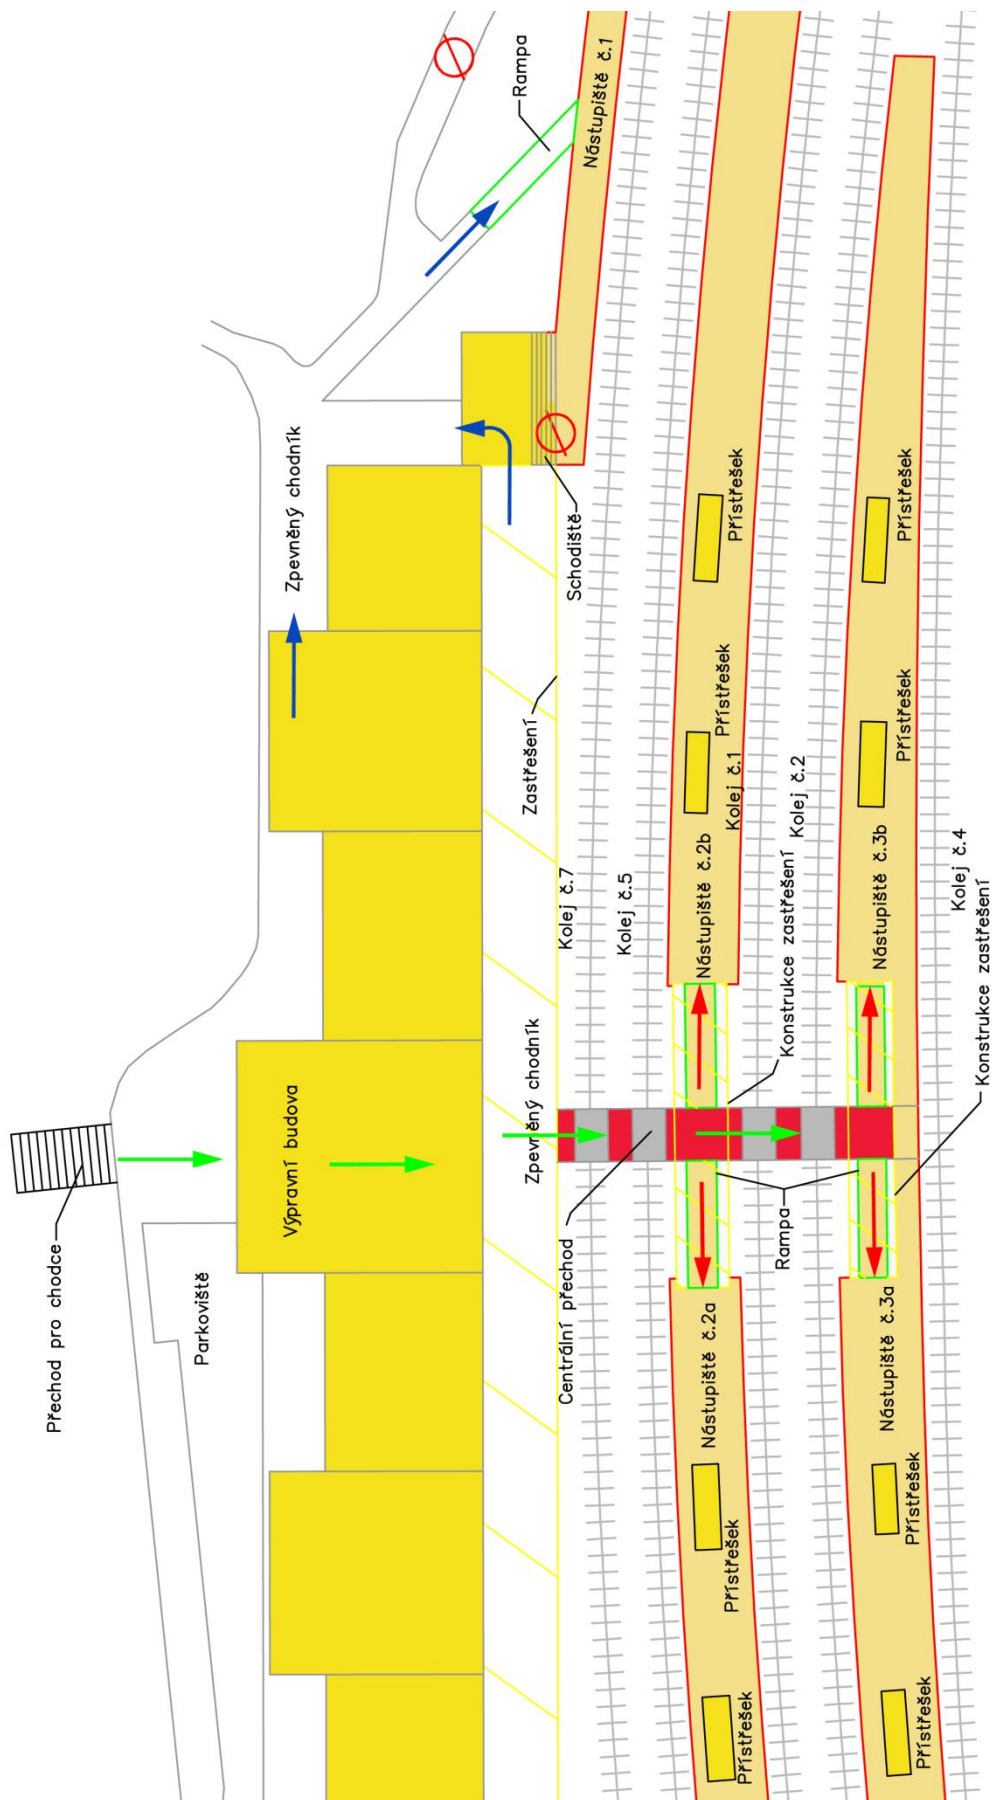 Přechod pro chodce
Parkoviště
Výpravní budova
Zpevněný chodník
Rampa
Nástupiště č.1
Schodiště
Zastřešení
Kolej č.7
Kolej č.5
Zpevněný chodník
Centrální přechod
Nástupiště č.2a
Přístřešek
Přístřešek
Nástupiště č.2b
Přístřešek
Přístřešek
Kolej č.1
Kolej č.2
Konstrukce zastřešení
Rampa
Nástupiště č.3a
Přístřešek
Přístřešek
Nástupiště č.3b
Přístřešek
Přístřešek
Kolej č.4
Konstrukce zastřešení